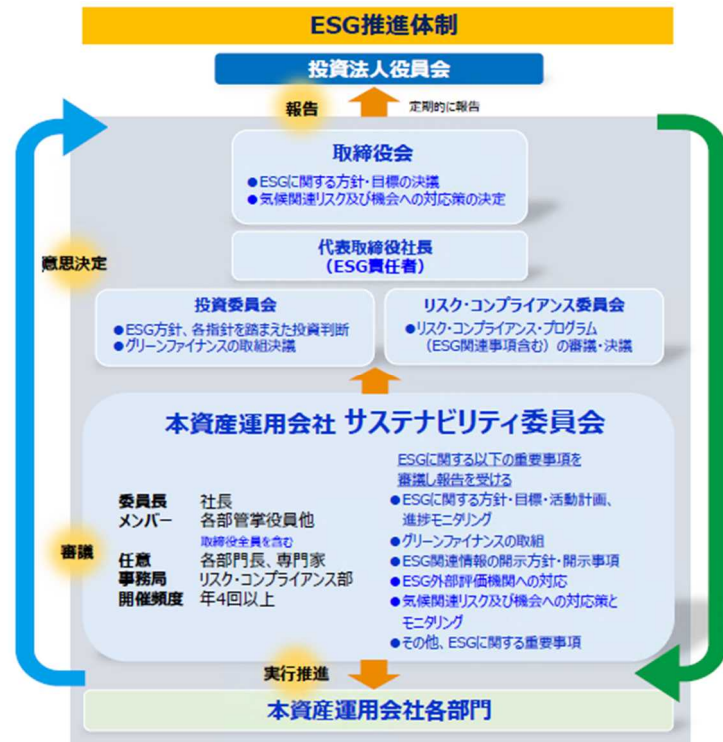 ESG推進体制
投資法人役員会
報告
定期的に報告
取締役会
●ESGに関する方針・目標の決議
●気候関連リスク及び機会への対応策の決定
意思決定
代表取締役社長
(ESG責任者)
投資委員会
●ESG方針、各指針を踏まえた投資判断
●グリーンファイナンスの取組決議
リスク・コンプライアンス委員会
●リスク・コンプライアンス・プログラム
(ESG関連事項含む)の審議・決議
本資産運用会社 サステナビリティ委員会
審議
委員長 社長
メンバー 各部管掌役員他
取締役全員を含む
任意 各部門長、専門家
事務局 リスク・コンプライアンス部
開催頻度 年4回以上
ESGに関する以下の重要事項を
審議し報告を受ける
●ESGに関する方針・目標・活動計画、
進捗モニタリング
●グリーンファイナンスの取組
●ESG関連情報の開示方針・開示事項
●ESG外部評価機関への対応
●気候関連リスク及び機会への対応策と
モニタリング
●その他、ESGに関する重要事項
実行推進
本資産運用会社各部門